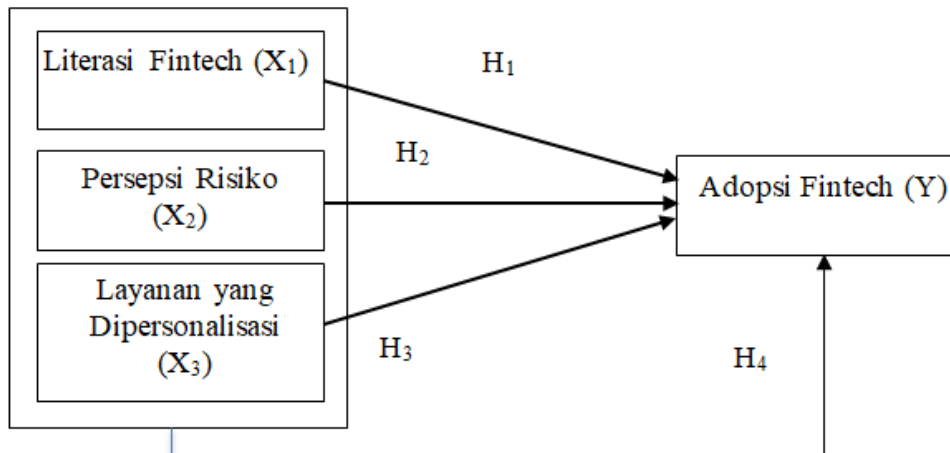 Literasi Fintech (X₁)
H₁
H₂
Persepsi Risiko
(X₂)
Adopsi Fintech (Y)
Layanan yang
Dipersonalisasi
(X₃)
H₃
H₄